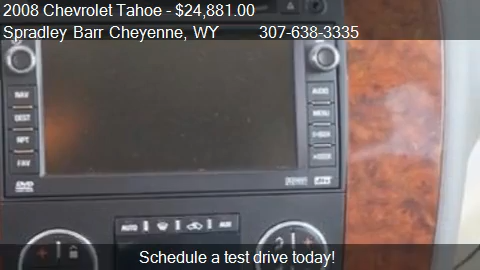 2008 Chevrolet Tahoe - $24,881.00
Spradley Barr Cheyenne, WY 307-638-3335
NAV
AUDIO
DEST
MENU
RPT
FAV
DVD
AUTO
AUX
Schedule a test drive today!